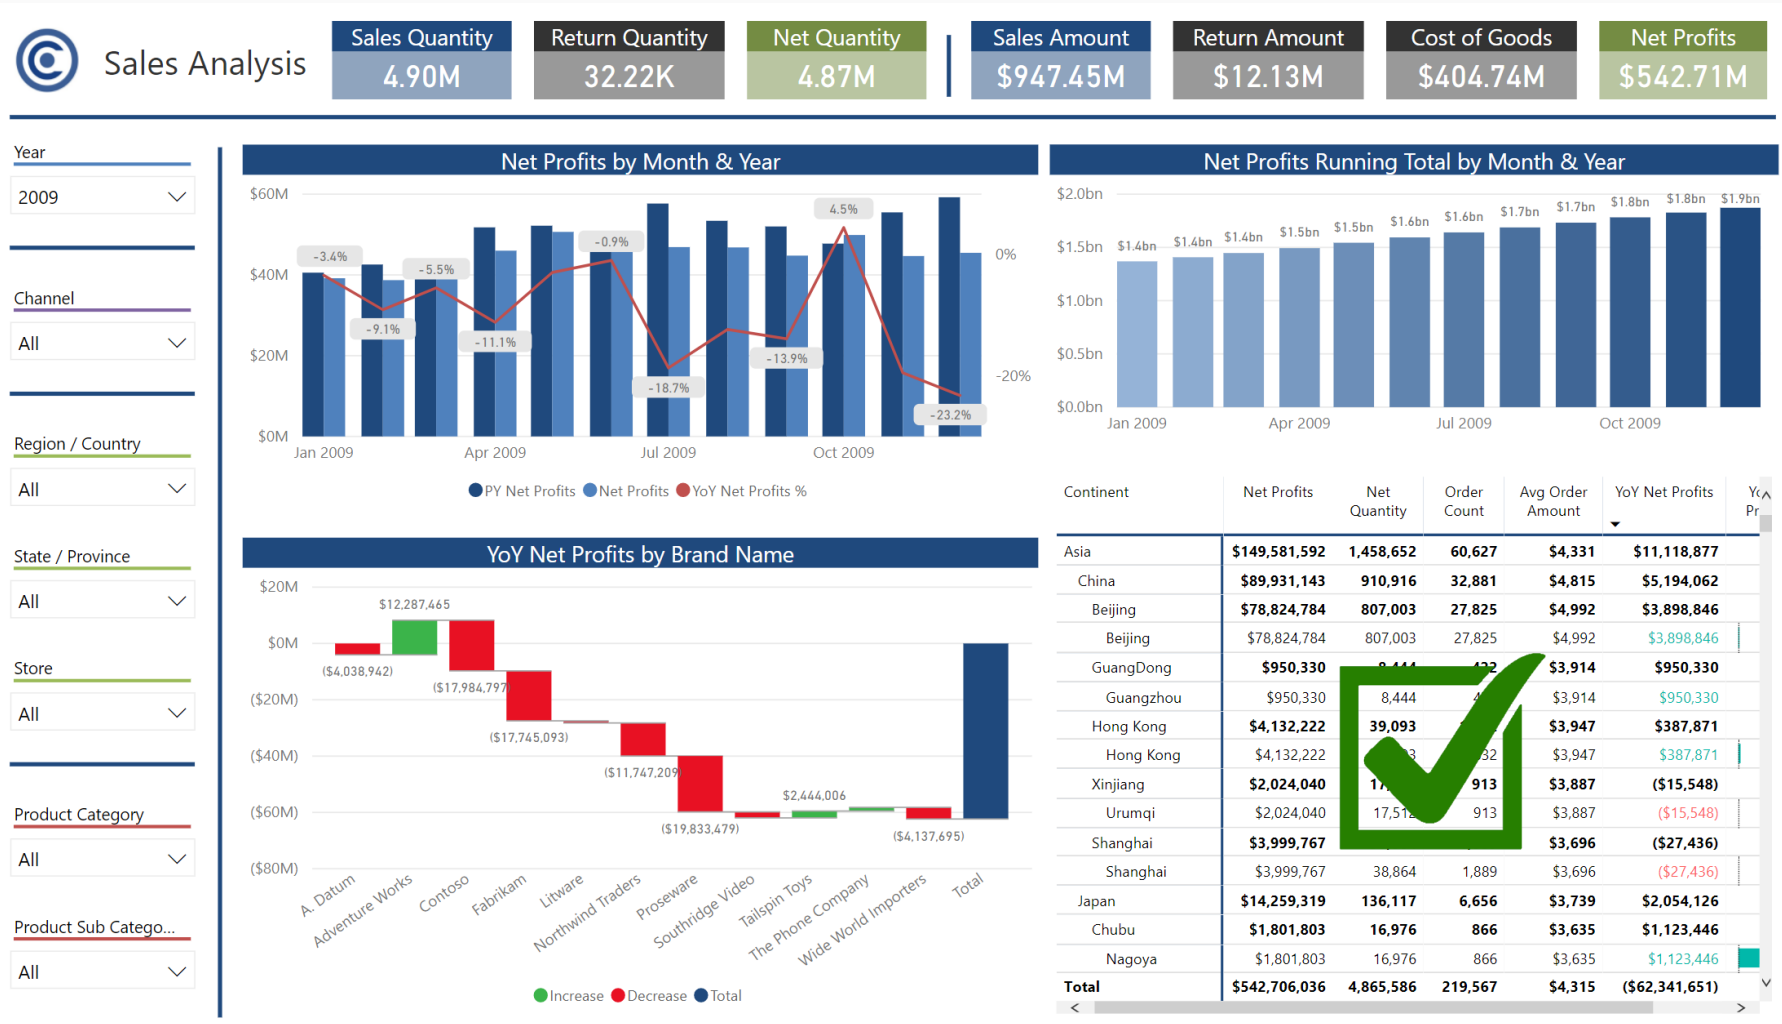 Sales Analysis
Sales Quantity
4.90M
Return Quantity
32.22K
Net Quantity
4.87M
Sales Amount
$947.45M
Return Amount
$12.13M
Cost of Goods
$404.74M
Net Profits
$542.71M
Year
2009
Channel
All
Region / Country
All
State / Province
All
Store
All
Product Category
All
Product Sub Catego...
All
Net Profits by Month & Year
$60M
$40M
$20M
$0M
0%
-20%
-3.4%
-9.1%
-5.5%
-11.1%
-0.9%
-18.7%
-13.9%
4.5%
-23.2%
Jan 2009 Apr 2009 Jul 2009 Oct 2009
PY Net Profits Net Profits YoY Net Profits %
YoY Net Profits by Brand Name
$20M
$0M
($20M)
($40M)
($60M)
($80M)
($4,038,942)
$12,287,465
($17,984,797)
($17,745,093)
($11,747,209)
($19,833,479)
$2,444,006
($4,137,695)
A. Datum
Adventure Works
Contoso
Fabrikam
Litware
Northwind Traders
Proseware
Southridge Video
Tailspin Toys
The Phone Company
Wide World Importers
Total
Increase Decrease Total
Net Profits Running Total by Month & Year
$2.0bn
$1.5bn
$1.0bn
$0.5bn
$0.0bn
$1.4bn $1.4bn $1.4bn $1.5bn $1.5bn $1.6bn $1.6bn $1.7bn $1.7bn $1.8bn $1.8bn $1.9bn
Jan 2009 Apr 2009 Jul 2009 Oct 2009
Continent Net Profits Net Order Avg Order YoY Net Profits
Quantity Count Amount
Asia $149,581,592 1,458,652 60,627 $4,331 $11,118,877
China $89,931,143 910,916 32,881 $4,815 $5,194,062
Beijing $78,824,784 807,003 27,825 $4,992 $3,898,846
Beijing $78,824,784 807,003 27,825 $4,992 $3,898,846
GuangDong $950,330 $3,914 $950,330
Guangzhou $950,330 8,444 $3,914 $950,330
Hong Kong $4,132,222 39,093 $3,947 $387,871
Hong Kong $4,132,222 $3,947 $387,871
Xinjiang $2,024,040 913 $3,887 ($15,548)
Urumqi $2,024,040 17,512 913 $3,887 ($15,548)
Shanghai $3,999,767 $3,696 ($27,436)
Shanghai $3,999,767 38,864 1,889 $3,696 ($27,436)
Japan $14,259,319 136,117 6,656 $3,739 $2,054,126
Chubu $1,801,803 16,976 866 $3,635 $1,123,446
Nagoya $1,801,803 16,976 866 $3,635 $1,123,446
Total $542,706,036 4,865,586 219,567 $4,315 ($62,341,651)